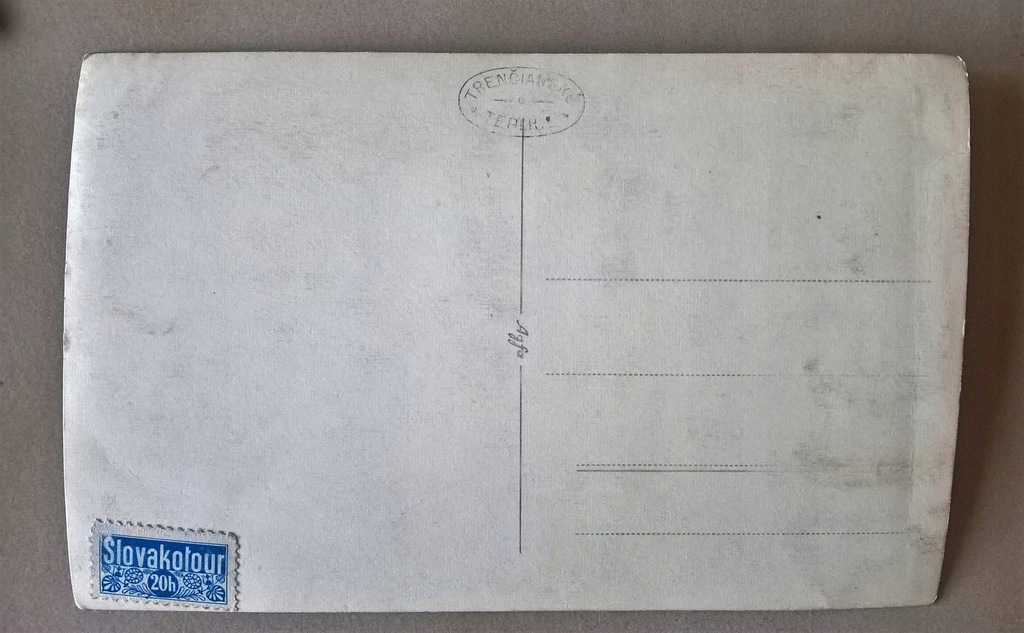 TRENČIANSKÉ
TEPLICE
Agfa
Slovakotour
20h